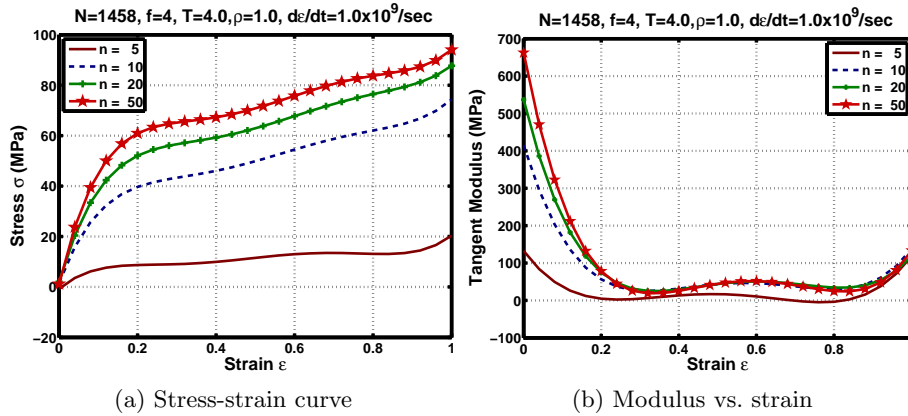 N=1458, f=4, T=4.0,ρ=1.0, dε/dt=1.0x10⁹/sec
100
80
60
40
20
0
−20
Stress σ (MPa)
n = 5
n = 10
n = 20
n = 50
0
0.2
0.4
0.6
0.8
1
Strain ε
(a) Stress-strain curve
N=1458, f=4, T=4.0,ρ=1.0, dε/dt=1.0x10⁹/sec
700
600
500
400
300
200
100
0
−100
Tangent Modulus (MPa)
n = 5
n = 10
n = 20
n = 50
0
0.2
0.4
0.6
0.8
1
Strain ε
(b) Modulus vs. strain